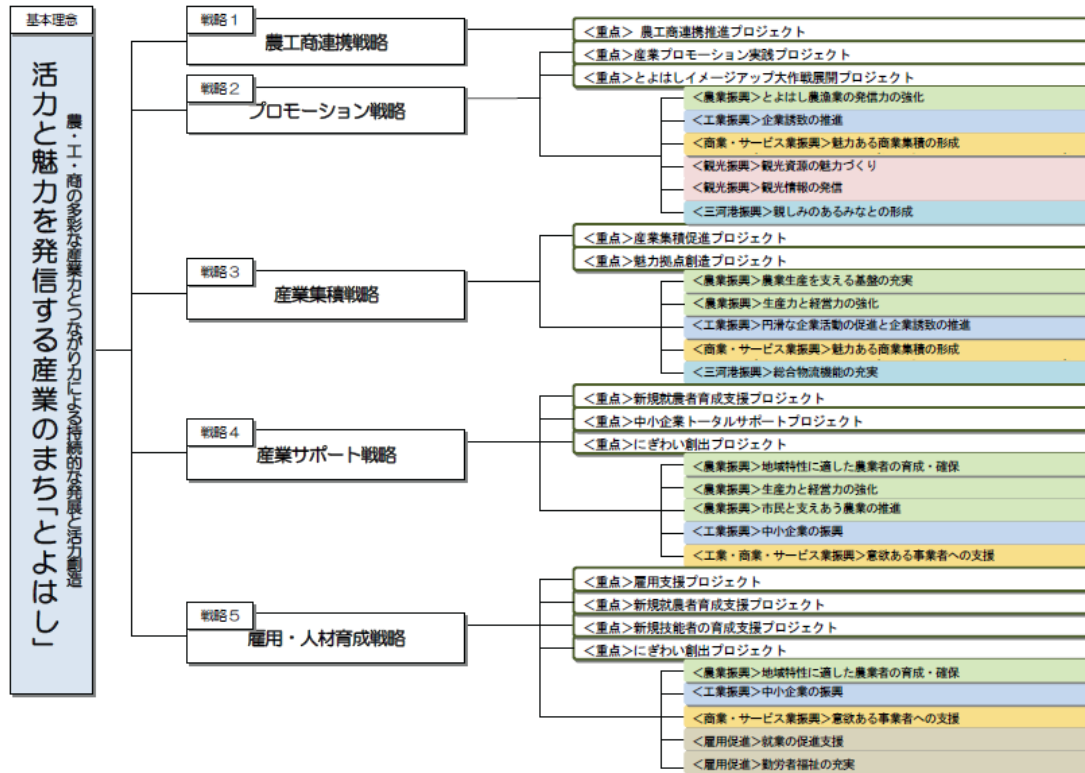 基本理念
活力と魅力を発信する産業のまち「とよはし」
農・工・商の多彩な産業力とつながり力による持続的な発展と活力創造
戦略1
農工商連携戦略
＜重点＞ 農工商連携推進プロジェクト
戦略2
プロモーション戦略
＜重点＞産業プロモーション実践プロジェクト
＜重点＞とよはしイメージアップ大作戦展開プロジェクト
＜農業振興＞とよはし農漁業の発信力の強化
＜工業振興＞企業誘致の推進
＜商業・サービス業振興＞魅力ある商業集積の形成
＜観光振興＞観光資源の魅力づくり
＜観光振興＞観光情報の発信
＜三河港振興＞親しみのあるみなとの形成
戦略3
産業集積戦略
＜重点＞産業集積促進プロジェクト
＜重点＞魅力拠点創造プロジェクト
＜農業振興＞農業生産を支える基盤の充実
＜農業振興＞生産力と経営力の強化
＜工業振興＞円滑な企業活動の促進と企業誘致の推進
＜商業・サービス業振興＞魅力ある商業集積の形成
＜三河港振興＞総合物流機能の充実
戦略4
産業サポート戦略
＜重点＞新規就農者育成支援プロジェクト
＜重点＞中小企業トータルサポートプロジェクト
＜重点＞にぎわい創出プロジェクト
＜農業振興＞地域特性に適した農業者の育成・確保
＜農業振興＞生産力と経営力の強化
＜農業振興＞市民と支えあう農業の推進
＜工業振興＞中小企業の振興
＜工業・商業・サービス業振興＞意欲ある事業者への支援
戦略5
雇用・人材育成戦略
＜重点＞雇用支援プロジェクト
＜重点＞新規就農者育成支援プロジェクト
＜重点＞新規技能者の育成支援プロジェクト
＜重点＞にぎわい創出プロジェクト
＜農業振興＞地域特性に適した農業者の育成・確保
＜工業振興＞中小企業の振興
＜商業・サービス業振興＞意欲ある事業者への支援
＜雇用促進＞就業の促進支援
＜雇用促進＞勤労者福祉の充実